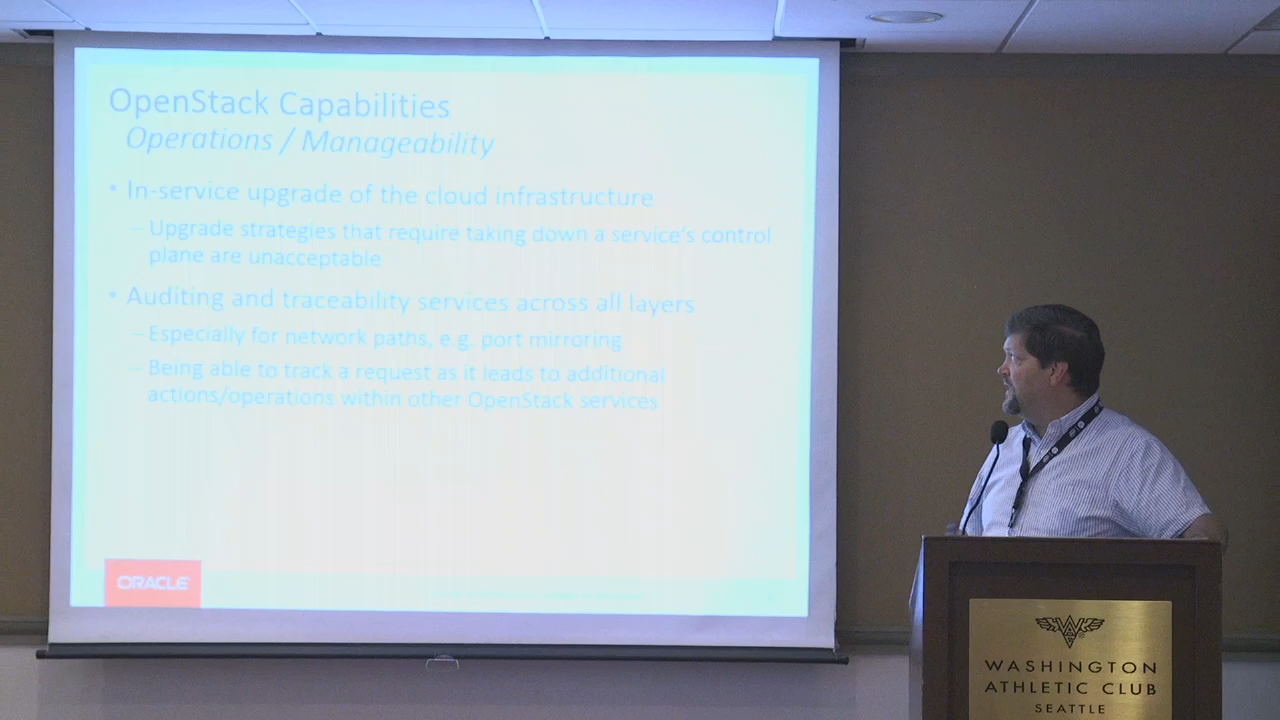 OpenStack Capabilities
Operations / Manageability
• In-service upgrade of the cloud infrastructure
– Upgrade strategies that require taking down a service's control
plane are unacceptable
• Auditing and traceability services across all layers
– Especially for network paths, e.g. port mirroring
– Being able to track a request as it leads to additional
actions/operations within other OpenStack services
ORACLE
WASHINGTON
ATHLETIC CLUB
SEATTLE